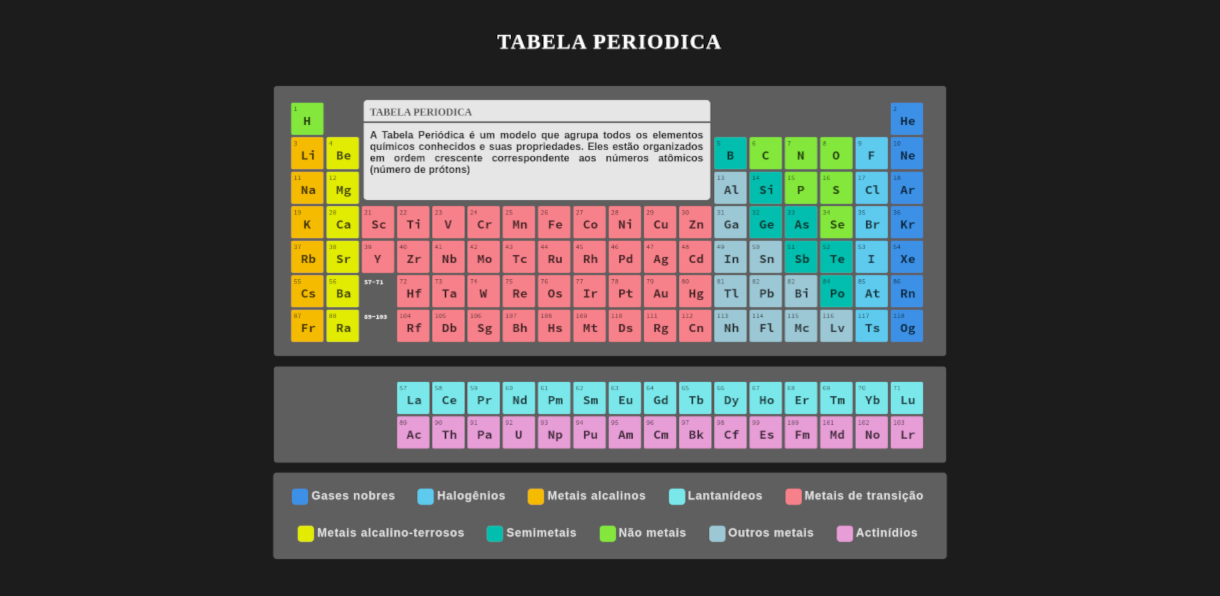 TABELA PERIODICA
1 2
H He
TABELA PERIODICA
A Tabela Periódica é um modelo que agrupa todos os elementos
químicos conhecidos e suas propriedades. Eles estão organizados
em ordem crescente correspondente aos números atômicos
(número de prótons)
3 4 5 6 7 8 9 10
Li Be B C N O F Ne
11 12 13 14 15 16 17 18
Na Mg Al Si P S Cl Ar
19 20 21 22 23 24 25 26 27 28 29 30 31 32 33 34 35 36
K Ca Sc Ti V Cr Mn Fe Co Ni Cu Zn Ga Ge As Se Br Kr
37 38 39 40 41 42 43 44 45 46 47 48 49 50 51 52 53 54
Rb Sr Y Zr Nb Mo Tc Ru Rh Pd Ag Cd In Sn Sb Te I Xe
55 56 57-71 72 73 74 75 76 77 78 79 80 81 82 82 84 85 86
Cs Ba Hf Ta W Re Os Ir Pt Au Hg Tl Pb Bi Po At Rn
87 88 89-103 104 105 106 107 108 109 110 111 112 113 114 115 116 117 118
Fr Ra Rf Db Sg Bh Hs Mt Ds Rg Cn Nh Fl Mc Lv Ts Og
57 58 59 60 61 62 63 64 65 66 67 68 69 70 71
La Ce Pr Nd Pm Sm Eu Gd Tb Dy Ho Er Tm Yb Lu
89 90 91 92 93 94 95 96 97 98 99 100 101 102 103
Ac Th Pa U Np Pu Am Cm Bk Cf Es Fm Md No Lr
Gases nobres Halogênios Metais alcalinos Lantanídeos Metais de transição
Metais alcalino-terrosos Semimetais Não metais Outros metais Actinídios